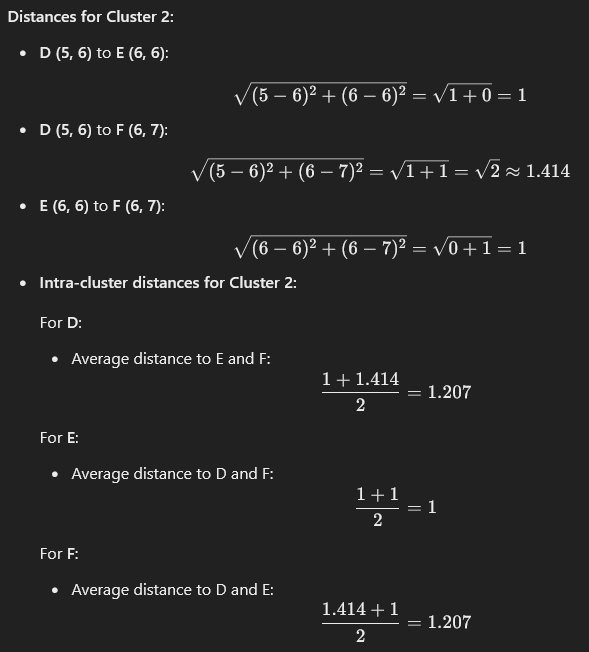 Distances for Cluster 2:
• D (5, 6) to E (6, 6):
√((5 − 6)² + (6 − 6)²) = √(1 + 0) = 1
• D (5, 6) to F (6, 7):
√((5 − 6)² + (6 − 7)²) = √(1 + 1) = √2 ≈ 1.414
• E (6, 6) to F (6, 7):
√((6 − 6)² + (6 − 7)²) = √(0 + 1) = 1
• Intra-cluster distances for Cluster 2:
For D:
• Average distance to E and F:
(1 + 1.414)/2 = 1.207
For E:
• Average distance to D and F:
(1 + 1)/2 = 1
For F:
• Average distance to D and E:
(1.414 + 1)/2 = 1.207